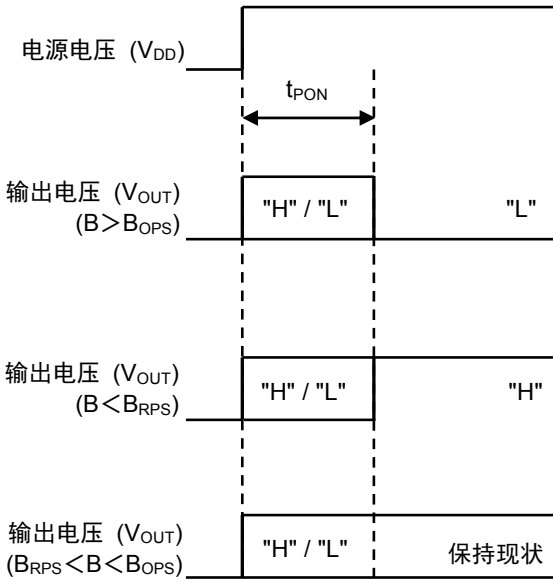 电源电压 (VDD)
tPON
输出电压 (VOUT)
(B＞BOPS)
"H" / "L"
"L"
输出电压 (VOUT)
(B＜BRPS)
"H" / "L"
"H"
输出电压 (VOUT)
(BRPS＜B＜BOPS)
"H" / "L"
保持现状